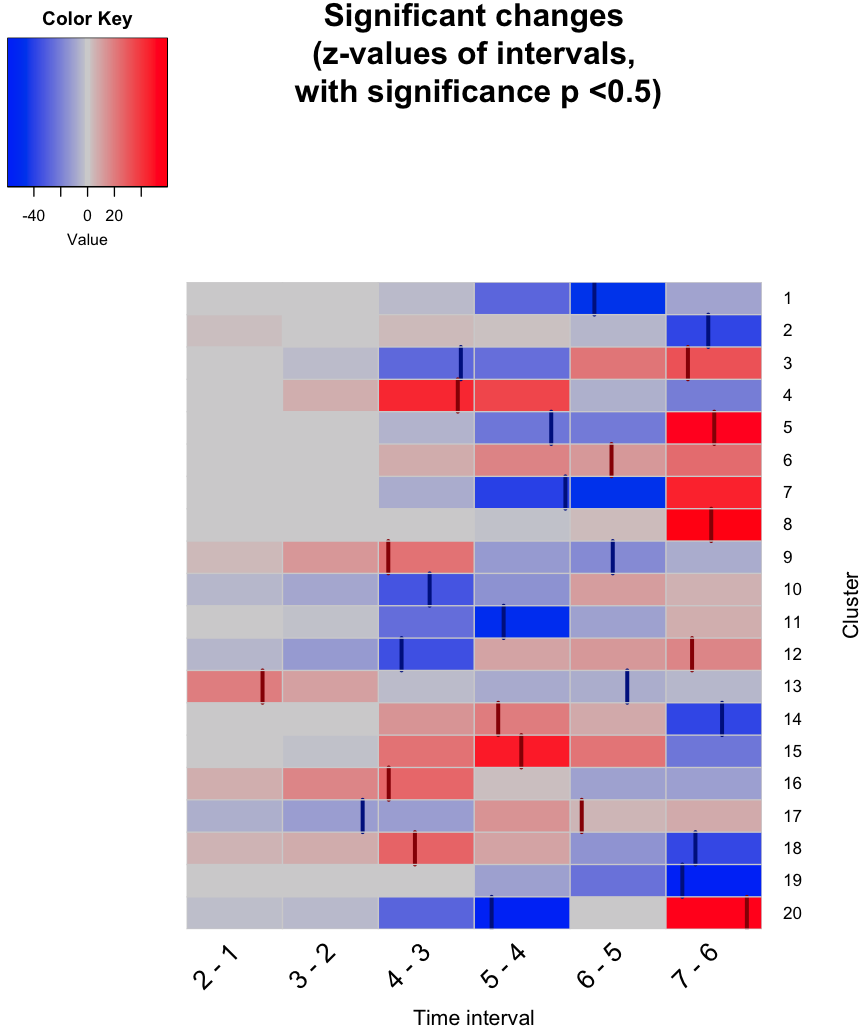 Color Key
-40 0 20
Value
Significant changes
(z-values of intervals,
with significance p <0.5)
1
2
3
4
5
6
7
8
9
10
11
12
13
14
15
16
17
18
19
20
Cluster
2 - 1
3 - 2
4 - 3
5 - 4
6 - 5
7 - 6
Time interval